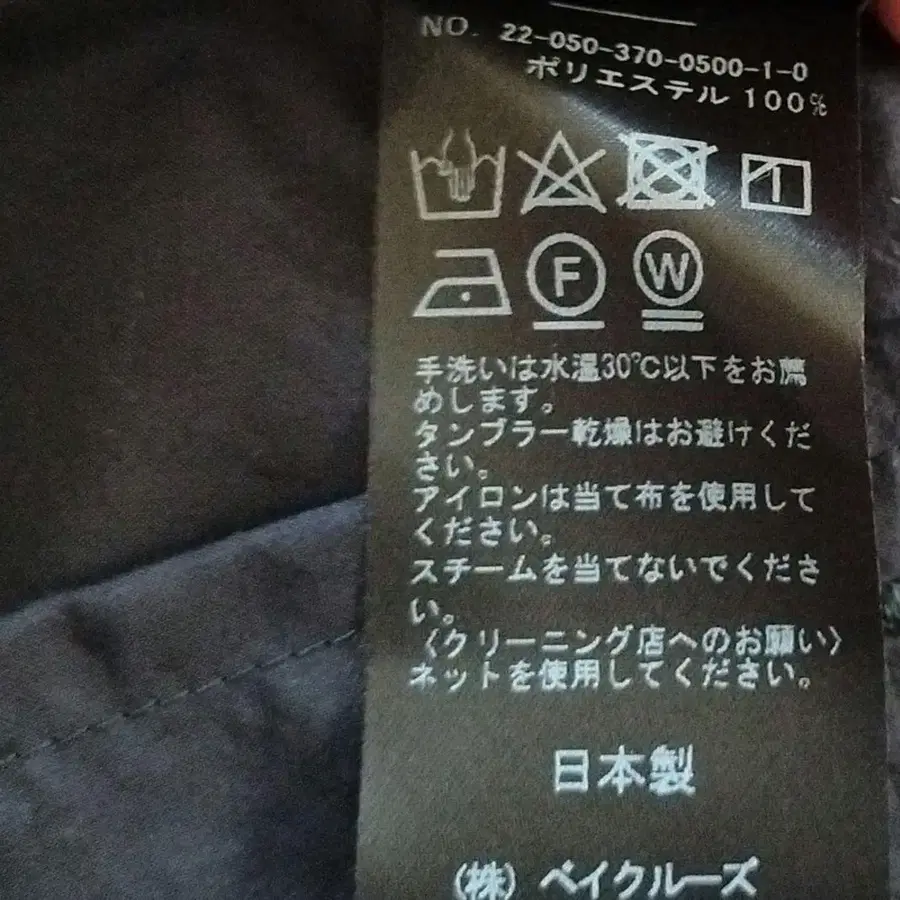 NO. 22-050-370-0500-1-0
ポリエステル 100%
F W
手洗いは水温30℃以下をお薦
めします。
タンブラー乾燥はお避けくだ
さい。
アイロンは当て布を使用して
ください。
スチームを当てないでくださ
い。
〈クリーニング店へのお願い〉
ネットを使用してください。
日本製
(株) ベイクルーズ